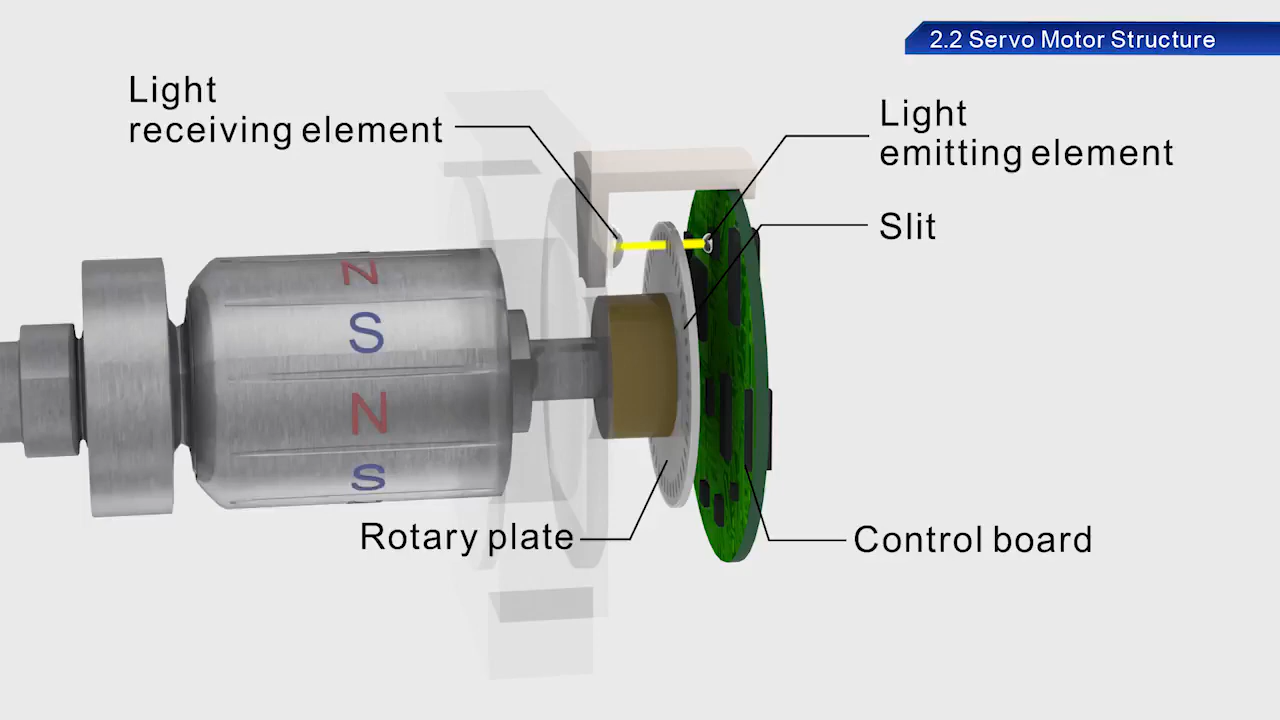 2.2 Servo Motor Structure
Light
receiving element
Light
emitting element
Slit
N
S
N
S
Rotary plate
Control board